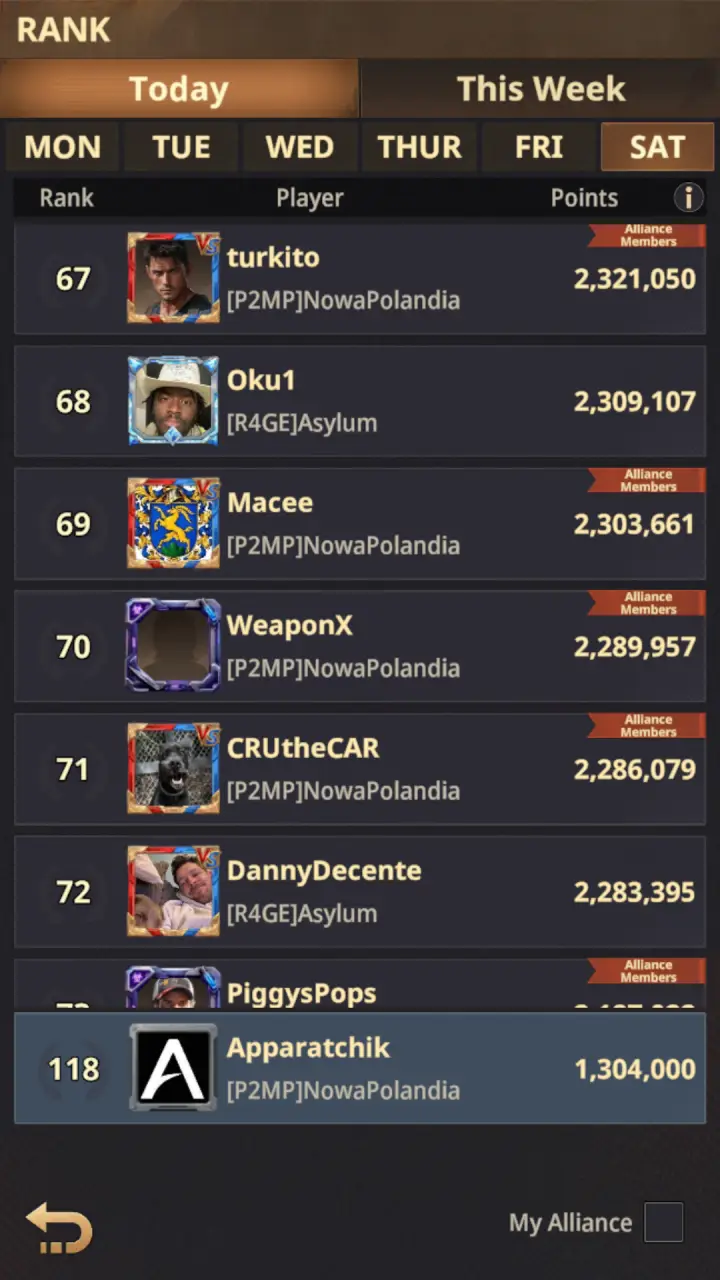 RANK
Today
This Week
MON TUE WED THUR FRI SAT
Rank Player Points i
Alliance
Members
67
turkito
[P2MP]NowaPolandia
2,321,050
68
Oku1
[R4GE]Asylum
2,309,107
Alliance
Members
69
Macee
[P2MP]NowaPolandia
2,303,661
Alliance
Members
70
WeaponX
[P2MP]NowaPolandia
2,289,957
Alliance
Members
71
CRUtheCAR
[P2MP]NowaPolandia
2,286,079
72
DannyDecente
[R4GE]Asylum
2,283,395
Alliance
Members
PiggysPops
118
Apparatchik
[P2MP]NowaPolandia
1,304,000
My Alliance